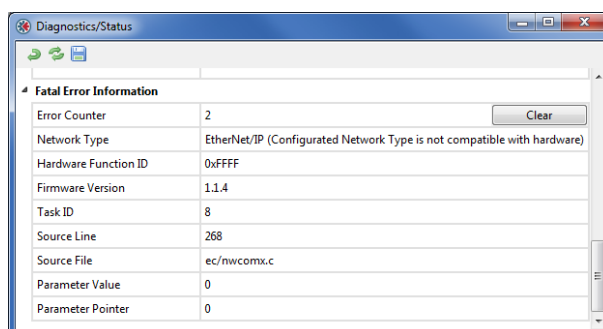 Diagnostics/Status
Fatal Error Information
Error Counter 2 Clear
Network Type EtherNet/IP (Configurated Network Type is not compatible with hardware)
Hardware Function ID 0xFFFF
Firmware Version 1.1.4
Task ID 8
Source Line 268
Source File ec/nwcomx.c
Parameter Value 0
Parameter Pointer 0